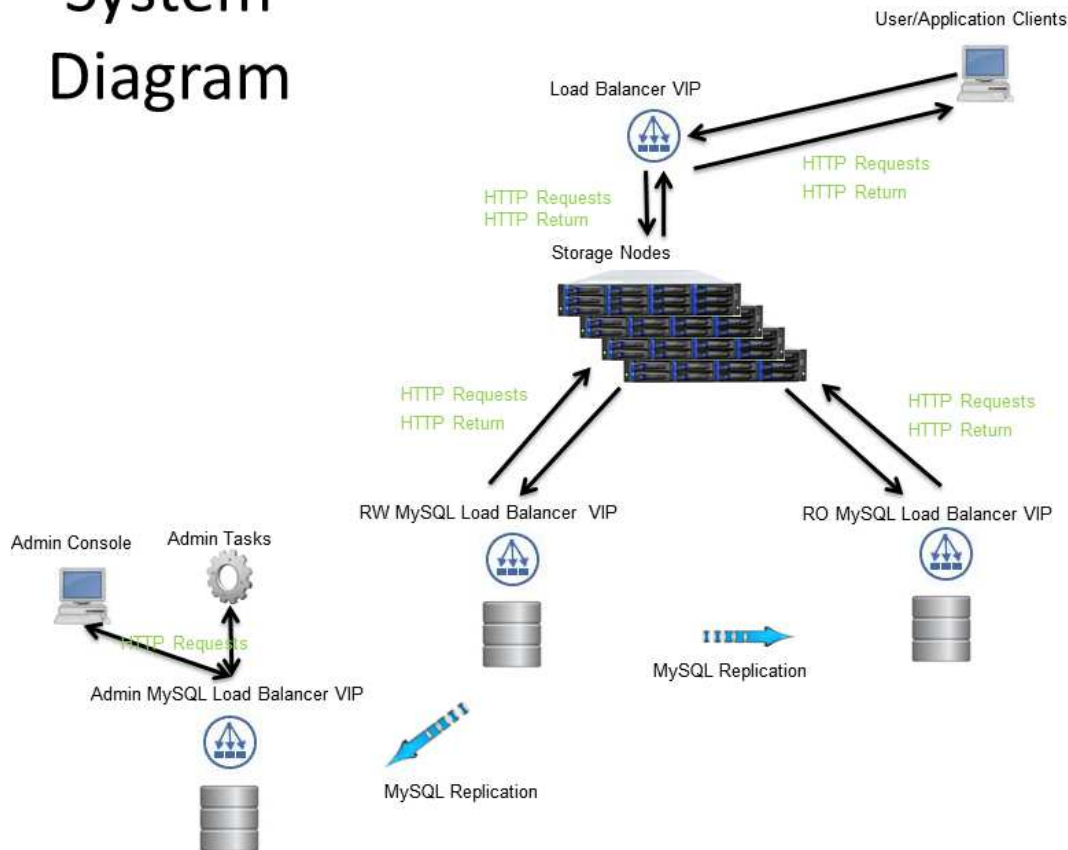 System
Diagram
User/Application Clients
Load Balancer VIP
HTTP Requests
HTTP Return
HTTP Requests
HTTP Return
Storage Nodes
HTTP Requests
HTTP Return
HTTP Requests
HTTP Return
RW MySQL Load Balancer VIP
RO MySQL Load Balancer VIP
Admin Console
Admin Tasks
HTTP Requests
MySQL Replication
Admin MySQL Load Balancer VIP
MySQL Replication